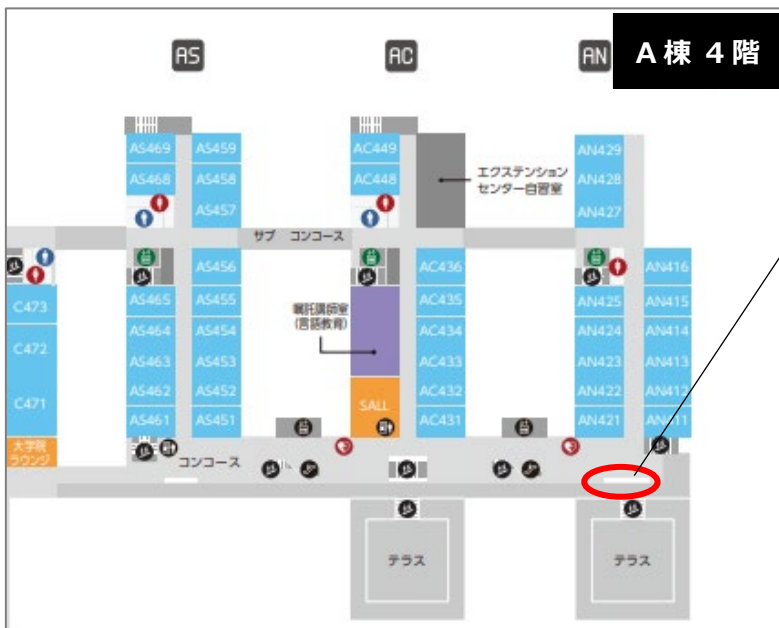 AS
AC
AN
A棟 4階
AS469
AS459
AC449
AN429
AS468
AS458
AC448
エクステンション
センター自習室
AN428
AS457
AN427
サブ コンコース
AS456
AC436
AN416
C473
AS465
AS455
嘱託講師室
(言語教育)
AC435
AN425
AN415
AS464
AS454
AC434
AN424
AN414
C472
AS463
AS453
AC433
AN423
AN413
C471
AS462
AS452
SALL
AC432
AN422
AN412
AS461
AS451
AC431
AN421
AN411
大学院
ラウンジ
コンコース
テラス
テラス